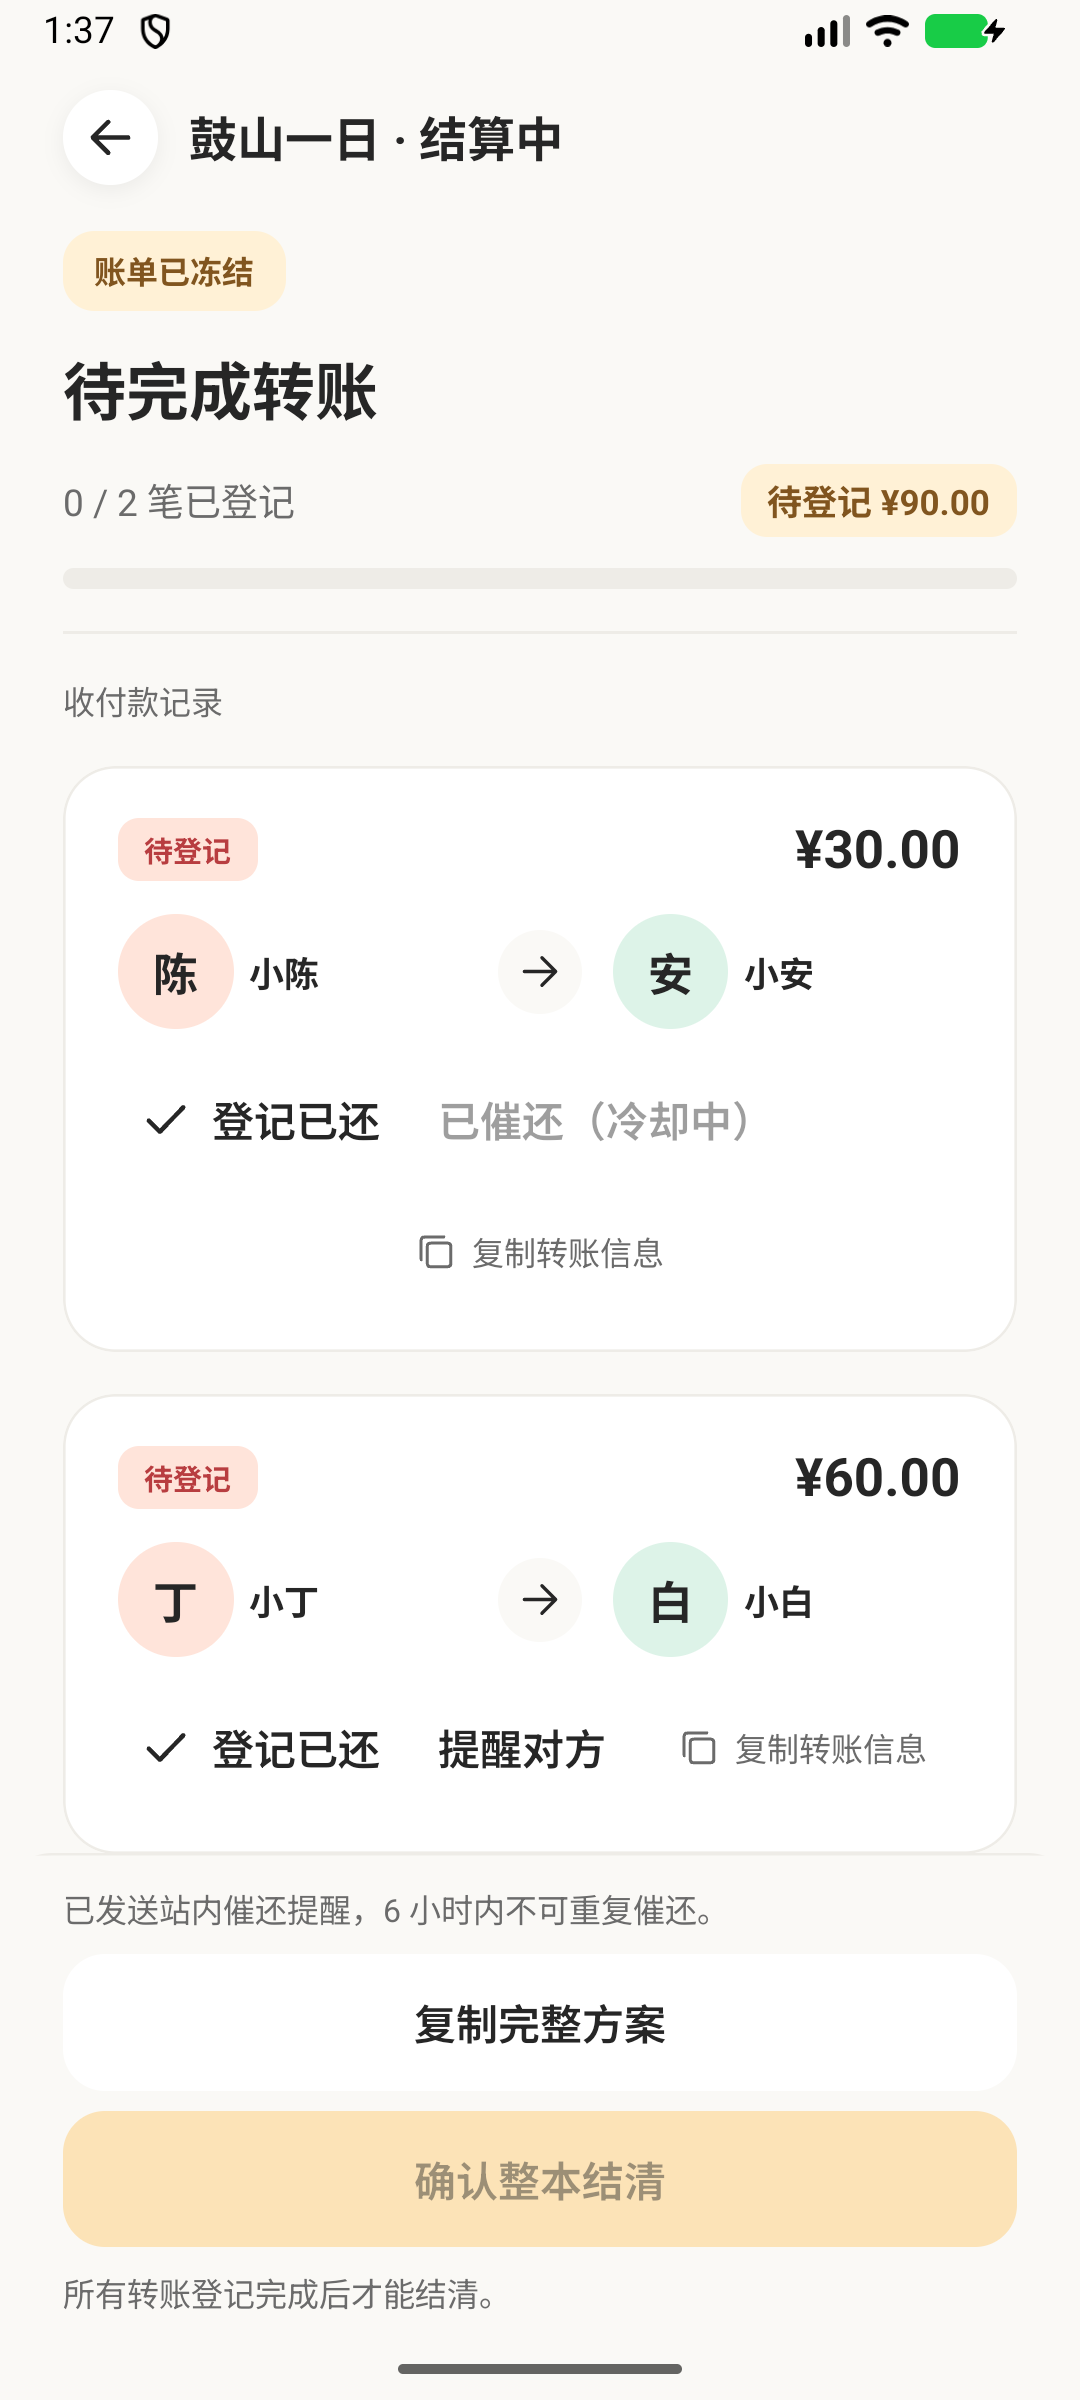 1:37
鼓山一日 · 结算中
账单已冻结
待完成转账
0 / 2 笔已登记
待登记 ¥90.00
收付款记录
待登记
¥30.00
陈 小陈 → 安 小安
登记已还 已催还（冷却中）
复制转账信息
待登记
¥60.00
丁 小丁 → 白 小白
登记已还 提醒对方 复制转账信息
已发送站内催还提醒，6 小时内不可重复催还。
复制完整方案
确认整本结清
所有转账登记完成后才能结清。